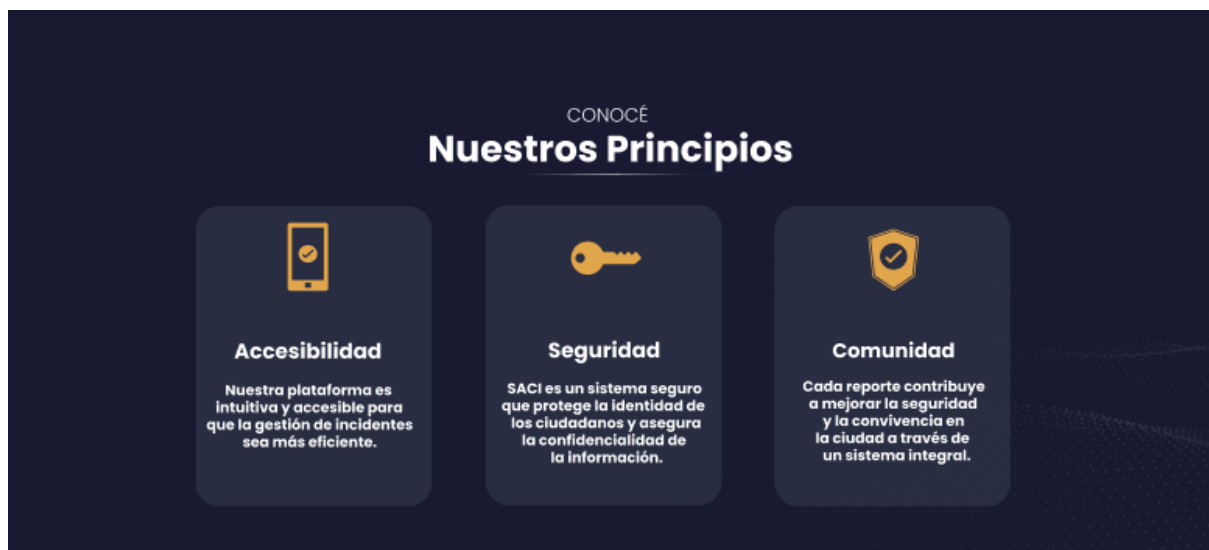 CONOCÉ
Nuestros Principios
Accesibilidad
Nuestra plataforma es
intuitiva y accesible para
que la gestión de incidentes
sea más eficiente.
Seguridad
SACI es un sistema seguro
que protege la identidad de
los ciudadanos y asegura
la confidencialidad de
la información.
Comunidad
Cada reporte contribuye
a mejorar la seguridad
y la convivencia en
la ciudad a través de
un sistema integral.